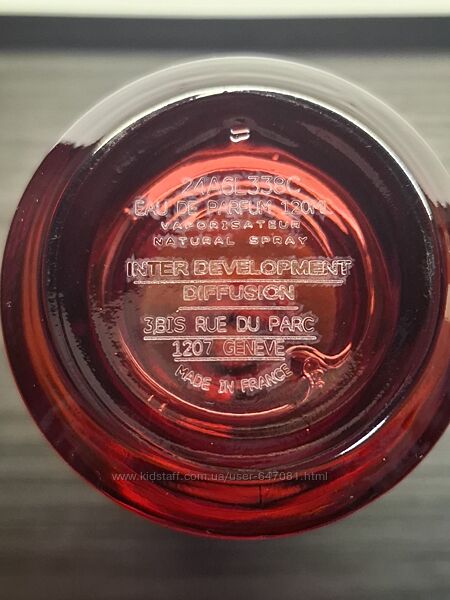 24A6L338C
EAU DE PARFUM 120ML
VAPORISATEUR
NATURAL SPRAY
INTER DEVELOPMENT
DIFFUSION
3BIS RUE DU PARC
1207 GENEVE
MADE IN FRANCE
www.kidstaff.com.ua/user-647081.html